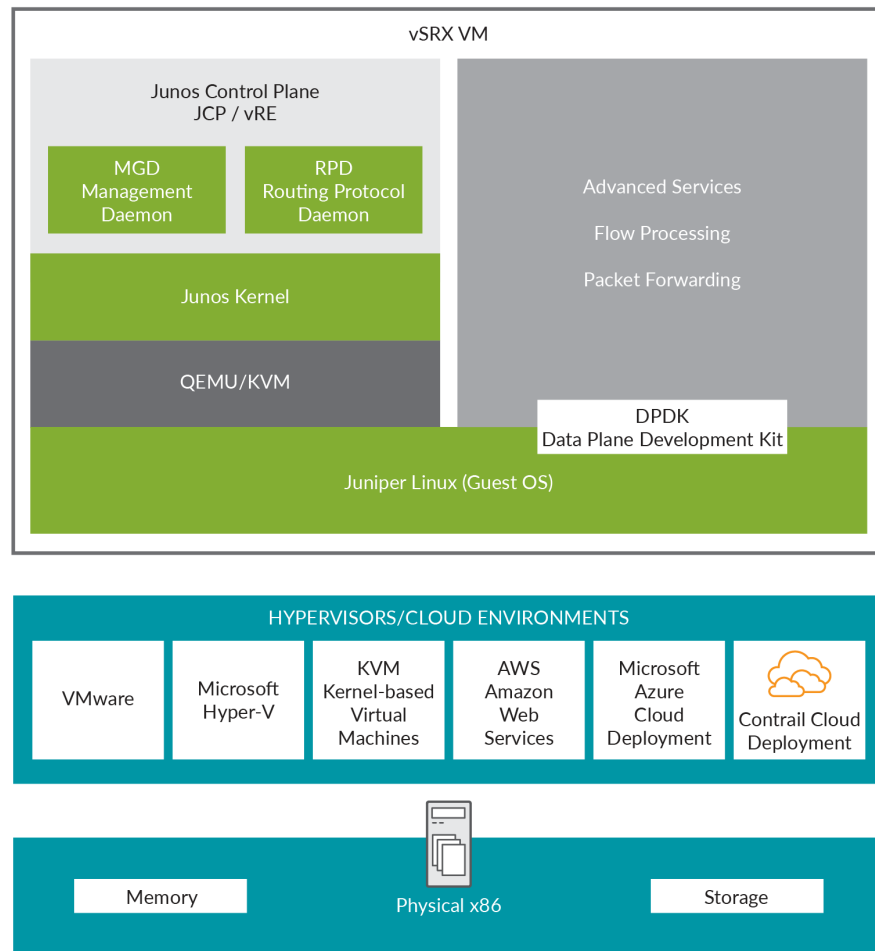 vSRX VM
Junos Control Plane
JCP / vRE
MGD
Management
Daemon
RPD
Routing Protocol
Daemon
Advanced Services
Flow Processing
Packet Forwarding
Junos Kernel
QEMU/KVM
DPDK
Data Plane Development Kit
Juniper Linux (Guest OS)
HYPERVISORS/CLOUD ENVIRONMENTS
VMware
Microsoft
Hyper-V
KVM
Kernel-based
Virtual
Machines
AWS
Amazon
Web
Services
Microsoft
Azure
Cloud
Deployment
Contrail Cloud
Deployment
Memory
Physical x86
Storage